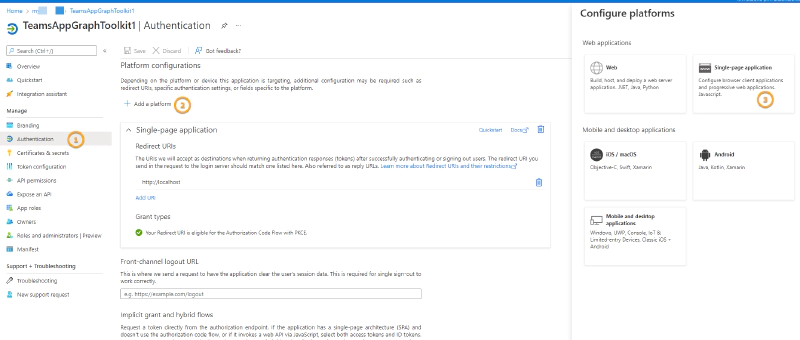 Home > m > TeamsAppGraphToolkit1
TeamsAppGraphToolkit1 | Authentication
Search (Ctrl+/)
Overview
Quickstart
Integration assistant
Manage
Branding
Authentication
1
Certificates & secrets
Token configuration
API permissions
Expose an API
App roles
Owners
Roles and administrators | Preview
Manifest
Support + Troubleshooting
Troubleshooting
New support request
Save Discard Got feedback?
Platform configurations
Depending on the platform or device this application is targeting, additional configuration may be required such as
redirect URIs, specific authentication settings, or fields specific to the platform.
Add a platform
2
Single-page application
Quickstart Docs
Redirect URIs
The URIs we will accept as destinations when returning authentication responses (tokens) after successfully authenticating or signing out users. The redirect URI you
send in the request to the login server should match one listed here. Also referred to as reply URLs. Learn more about Redirect URIs and their restrictions
http://localhost
Add URI
Grant types
Your Redirect URI is eligible for the Authorization Code Flow with PKCE.
Front-channel logout URL
This is where we send a request to have the application clear the user's session data. This is required for single sign-out to
work correctly.
e.g. https://example.com/logout
Implicit grant and hybrid flows
Request a token directly from the authorization endpoint. If the application has a single-page architecture (SPA) and
doesn't use the authorization code flow, or if it invokes a web API via JavaScript, select both access tokens and ID tokens.
Configure platforms
Web applications
Web
Build, host, and deploy a web server
application. .NET, Java, Python
Single-page application
Configure browser client applications
and progressive web applications.
Javascript.
3
Mobile and desktop applications
iOS / macOS
Objective-C, Swift, Xamarin
Android
Java, Kotlin, Xamarin
Mobile and desktop
applications
Windows, UWP, Console, IoT &
Limited-entry Devices, Classic iOS +
Android